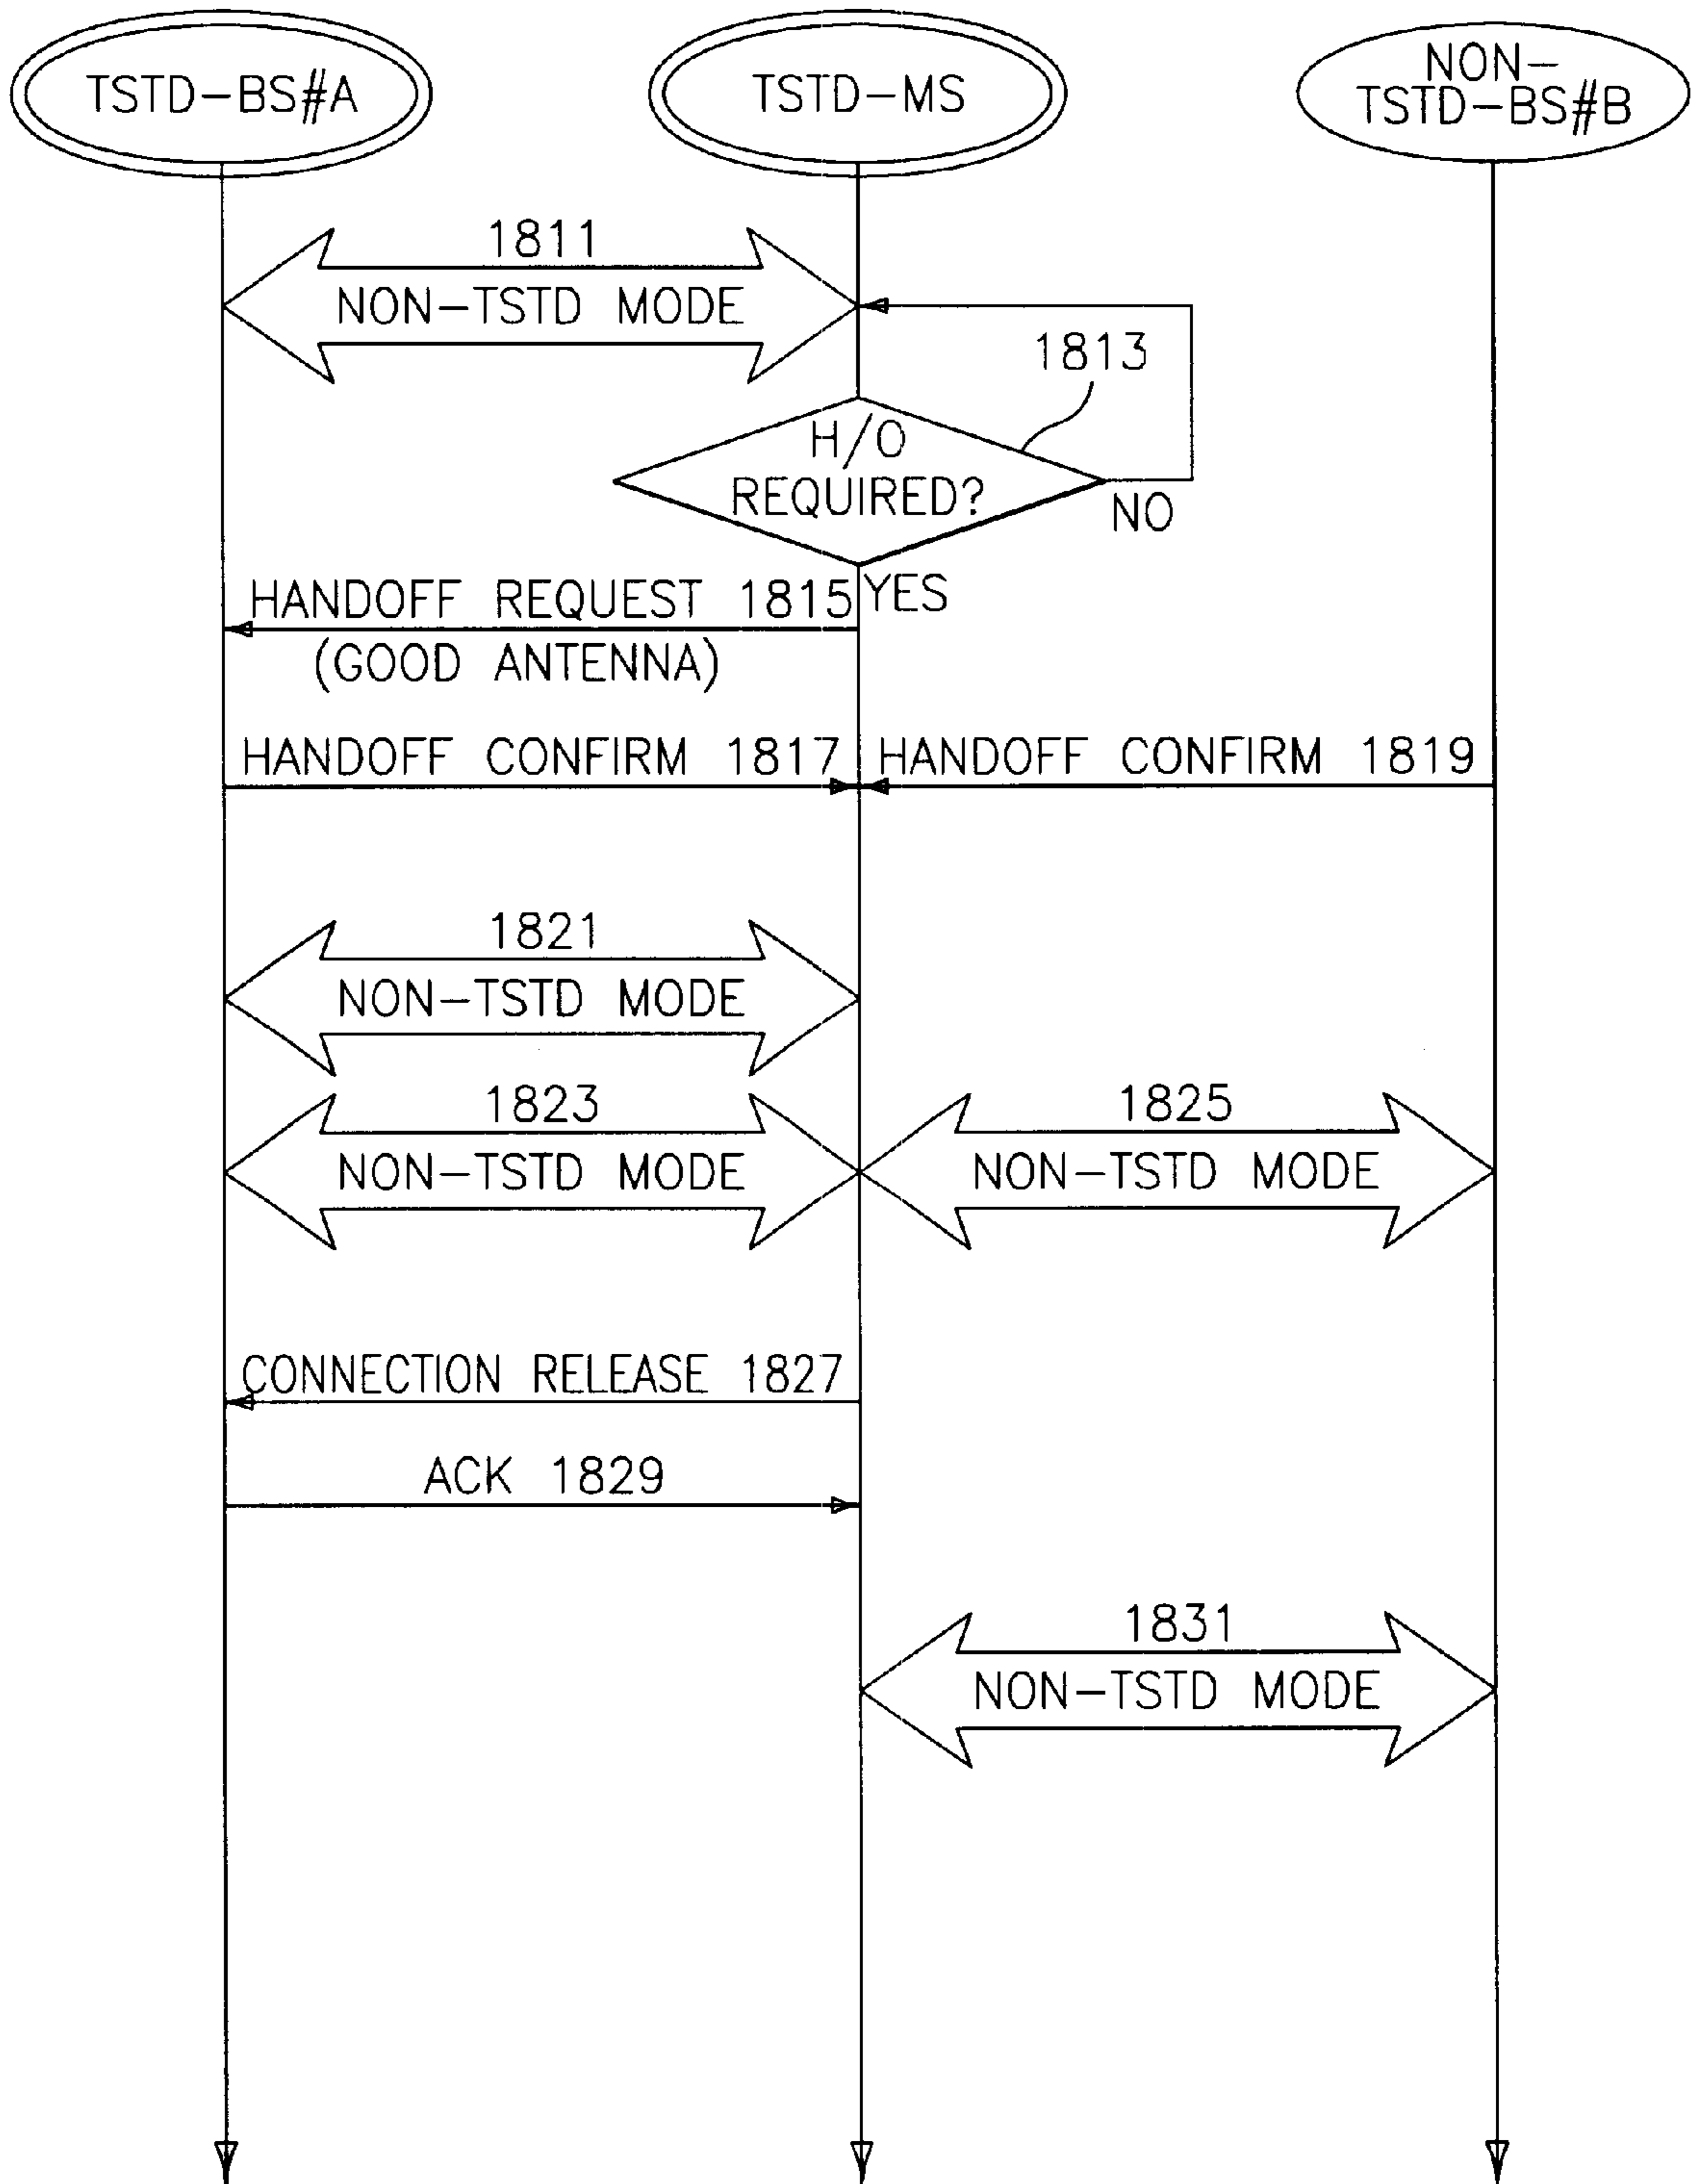 TSTD-BS#A
TSTD-MS
NON-
TSTD-BS#B
1811
NON-TSTD MODE
1813
H/O
REQUIRED?
NO
YES
HANDOFF REQUEST 1815
(GOOD ANTENNA)
HANDOFF CONFIRM 1817
HANDOFF CONFIRM 1819
1821
NON-TSTD MODE
1823
NON-TSTD MODE
1825
NON-TSTD MODE
CONNECTION RELEASE 1827
ACK 1829
1831
NON-TSTD MODE